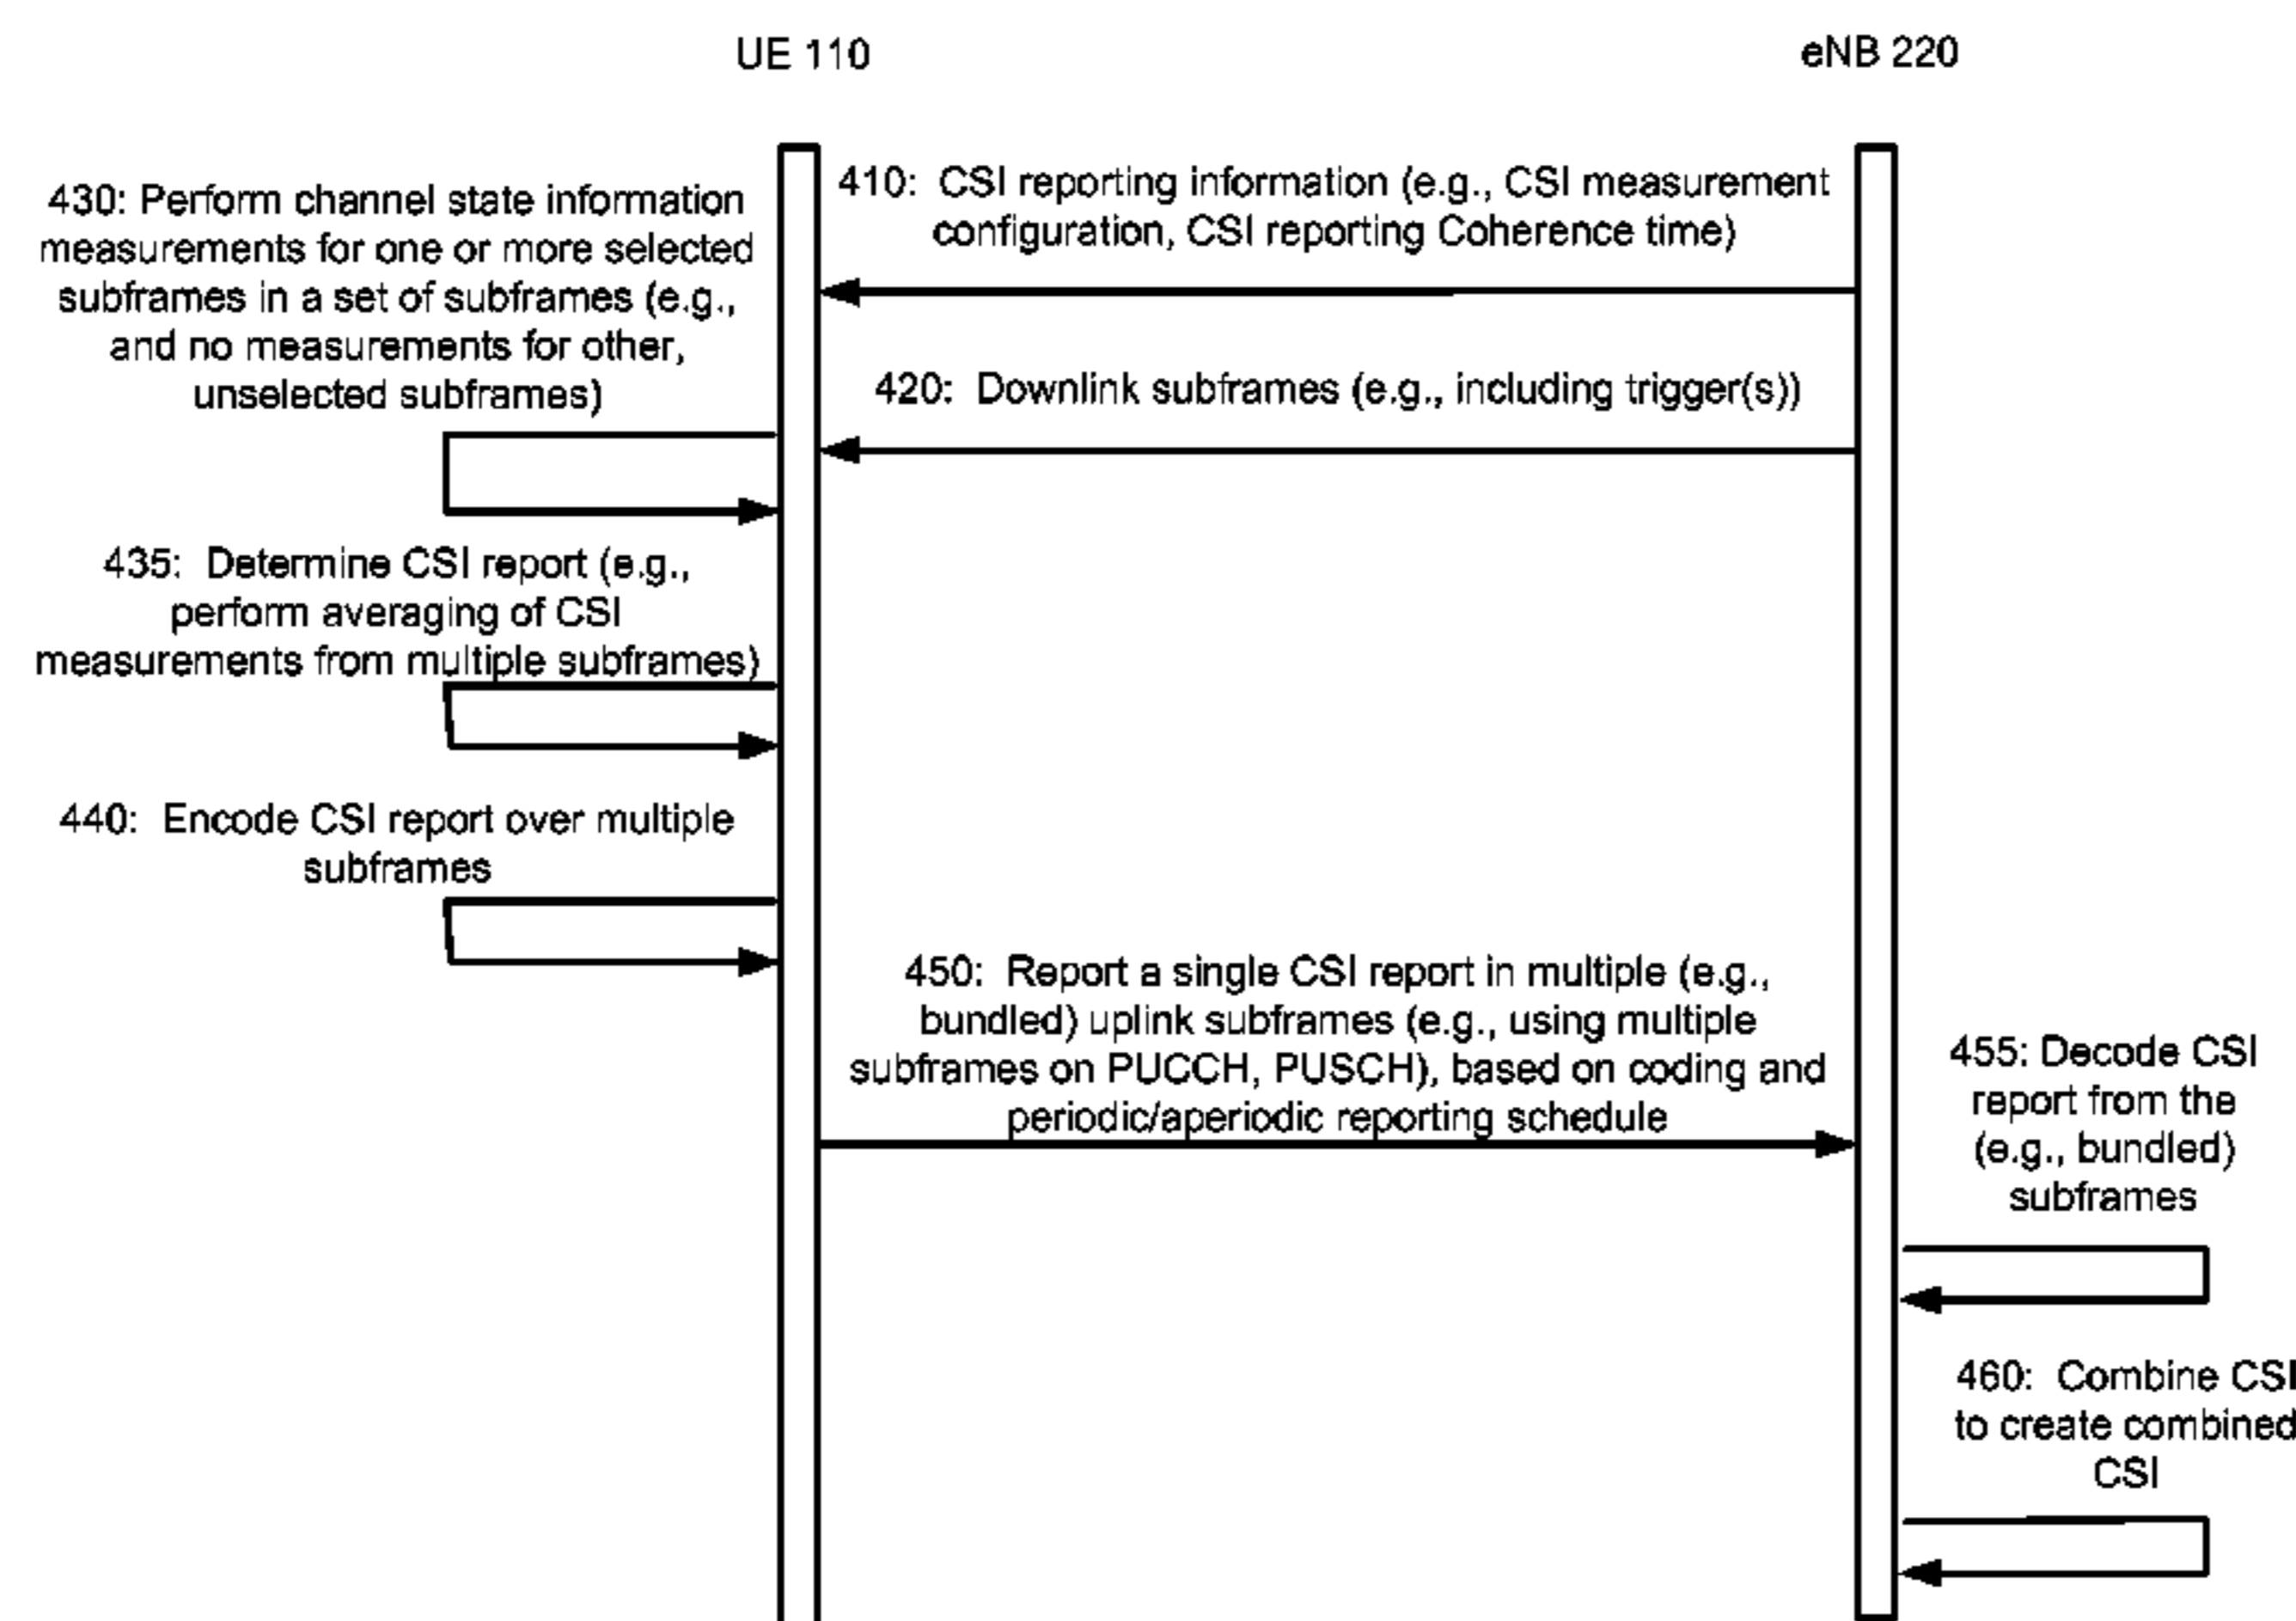 UE 110
eNB 220
430: Perform channel state information
measurements for one or more selected
subframes in a set of subframes (e.g.,
and no measurements for other,
unselected subframes)
410: CSI reporting information (e.g., CSI measurement
configuration, CSI reporting Coherence time)
420: Downlink subframes (e.g., including trigger(s))
435: Determine CSI report (e.g.,
perform averaging of CSI
measurements from multiple subframes)
440: Encode CSI report over multiple
subframes
450: Report a single CSI report in multiple (e.g.,
bundled) uplink subframes (e.g., using multiple
subframes on PUCCH, PUSCH), based on coding and
periodic/aperiodic reporting schedule
455: Decode CSI
report from the
(e.g., bundled)
subframes
460: Combine CSI
to create combined
CSI